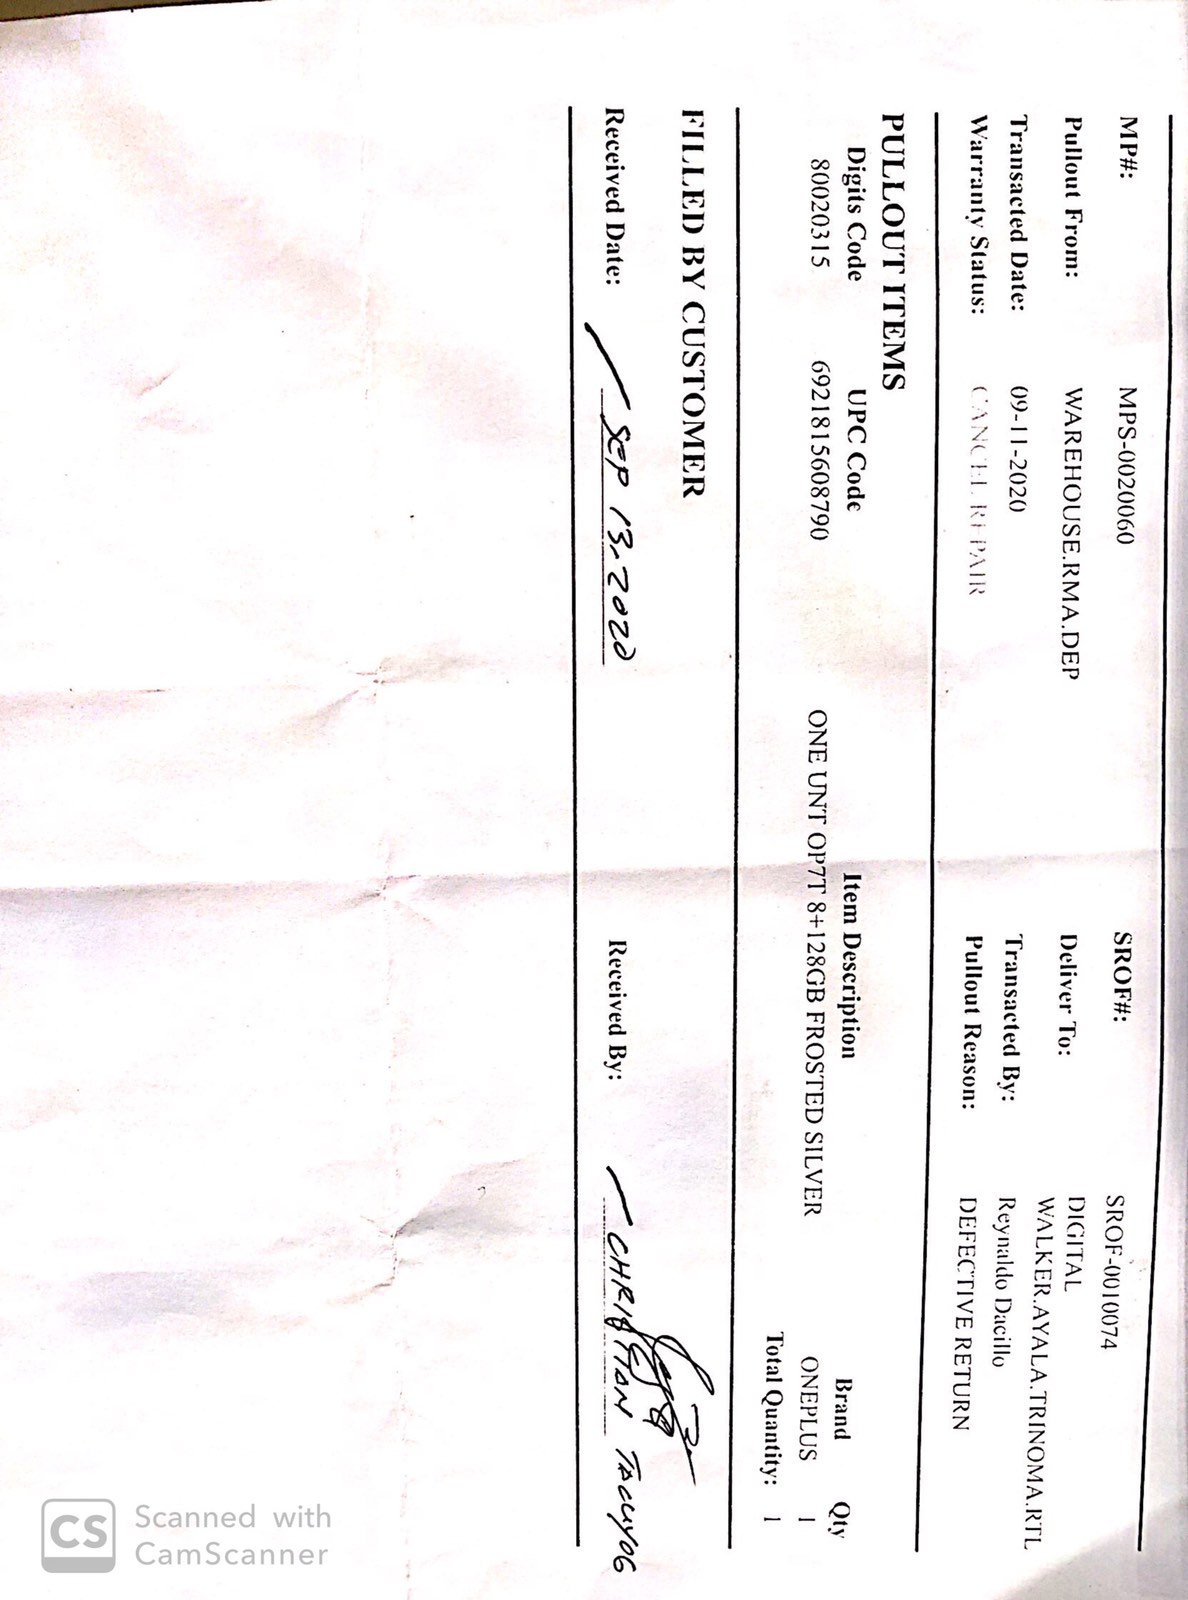 MP#: MPS-0020060 SROF#: SROF-0010074
Pullout From: WAREHOUSE.RMA.DEP Deliver To: DIGITAL
WALKER.AYALA.TRINOMA.RTL
Transacted Date: 09-11-2020 Transacted By: Reynaldo Dacillo
Warranty Status: CANCEL REPAIR Pullout Reason: DEFECTIVE RETURN
PULLOUT ITEMS
Digits Code UPC Code Item Description Brand Qty
80020315 6921815608790 ONE UNT OP7T 8+128GB FROSTED SILVER ONEPLUS 1
Total Quantity: 1
FILLED BY CUSTOMER
Received Date: SEP 13, 2020 Received By: CHRISTIAN
CS Scanned with
CamScanner